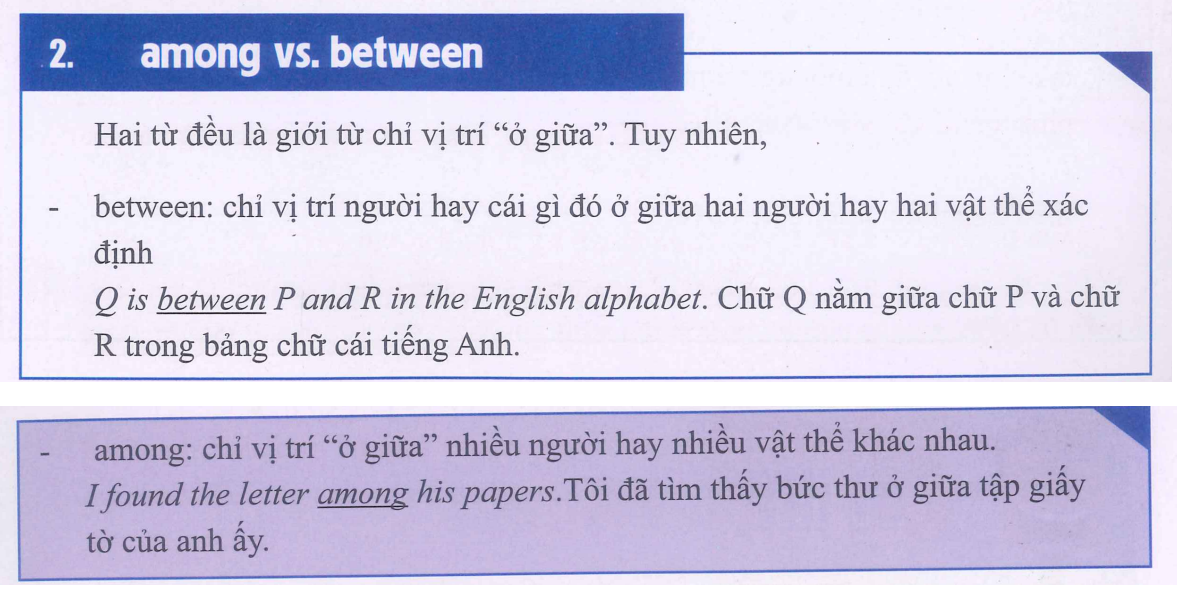 2. among vs. between
Hai từ đều là giới từ chỉ vị trí “ở giữa”. Tuy nhiên,
- between: chỉ vị trí người hay cái gì đó ở giữa hai người hay hai vật thể xác
định
Q is between P and R in the English alphabet. Chữ Q nằm giữa chữ P và chữ
R trong bảng chữ cái tiếng Anh.
- among: chỉ vị trí “ở giữa” nhiều người hay nhiều vật thể khác nhau.
I found the letter among his papers.Tôi đã tìm thấy bức thư ở giữa tập giấy
tờ của anh ấy.